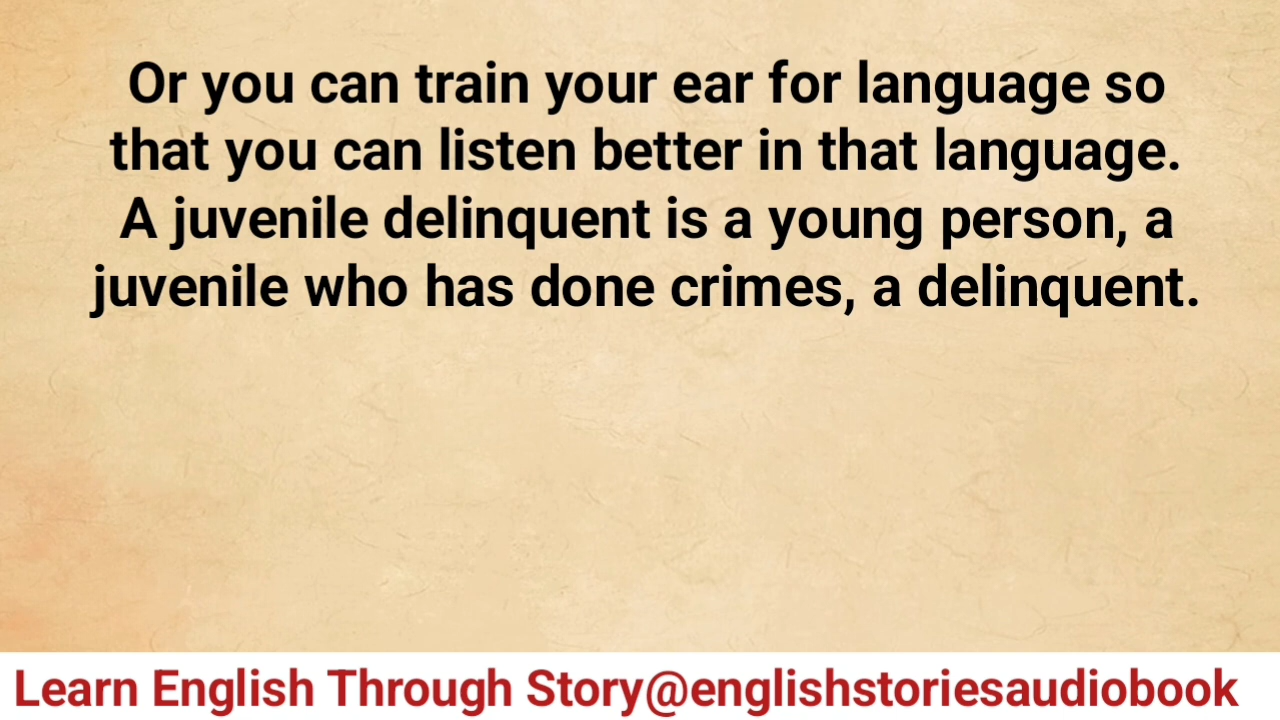 Or you can train your ear for language so
that you can listen better in that language.
A juvenile delinquent is a young person, a
juvenile who has done crimes, a delinquent.
Learn English Through Story@englishstoriesaudiobook